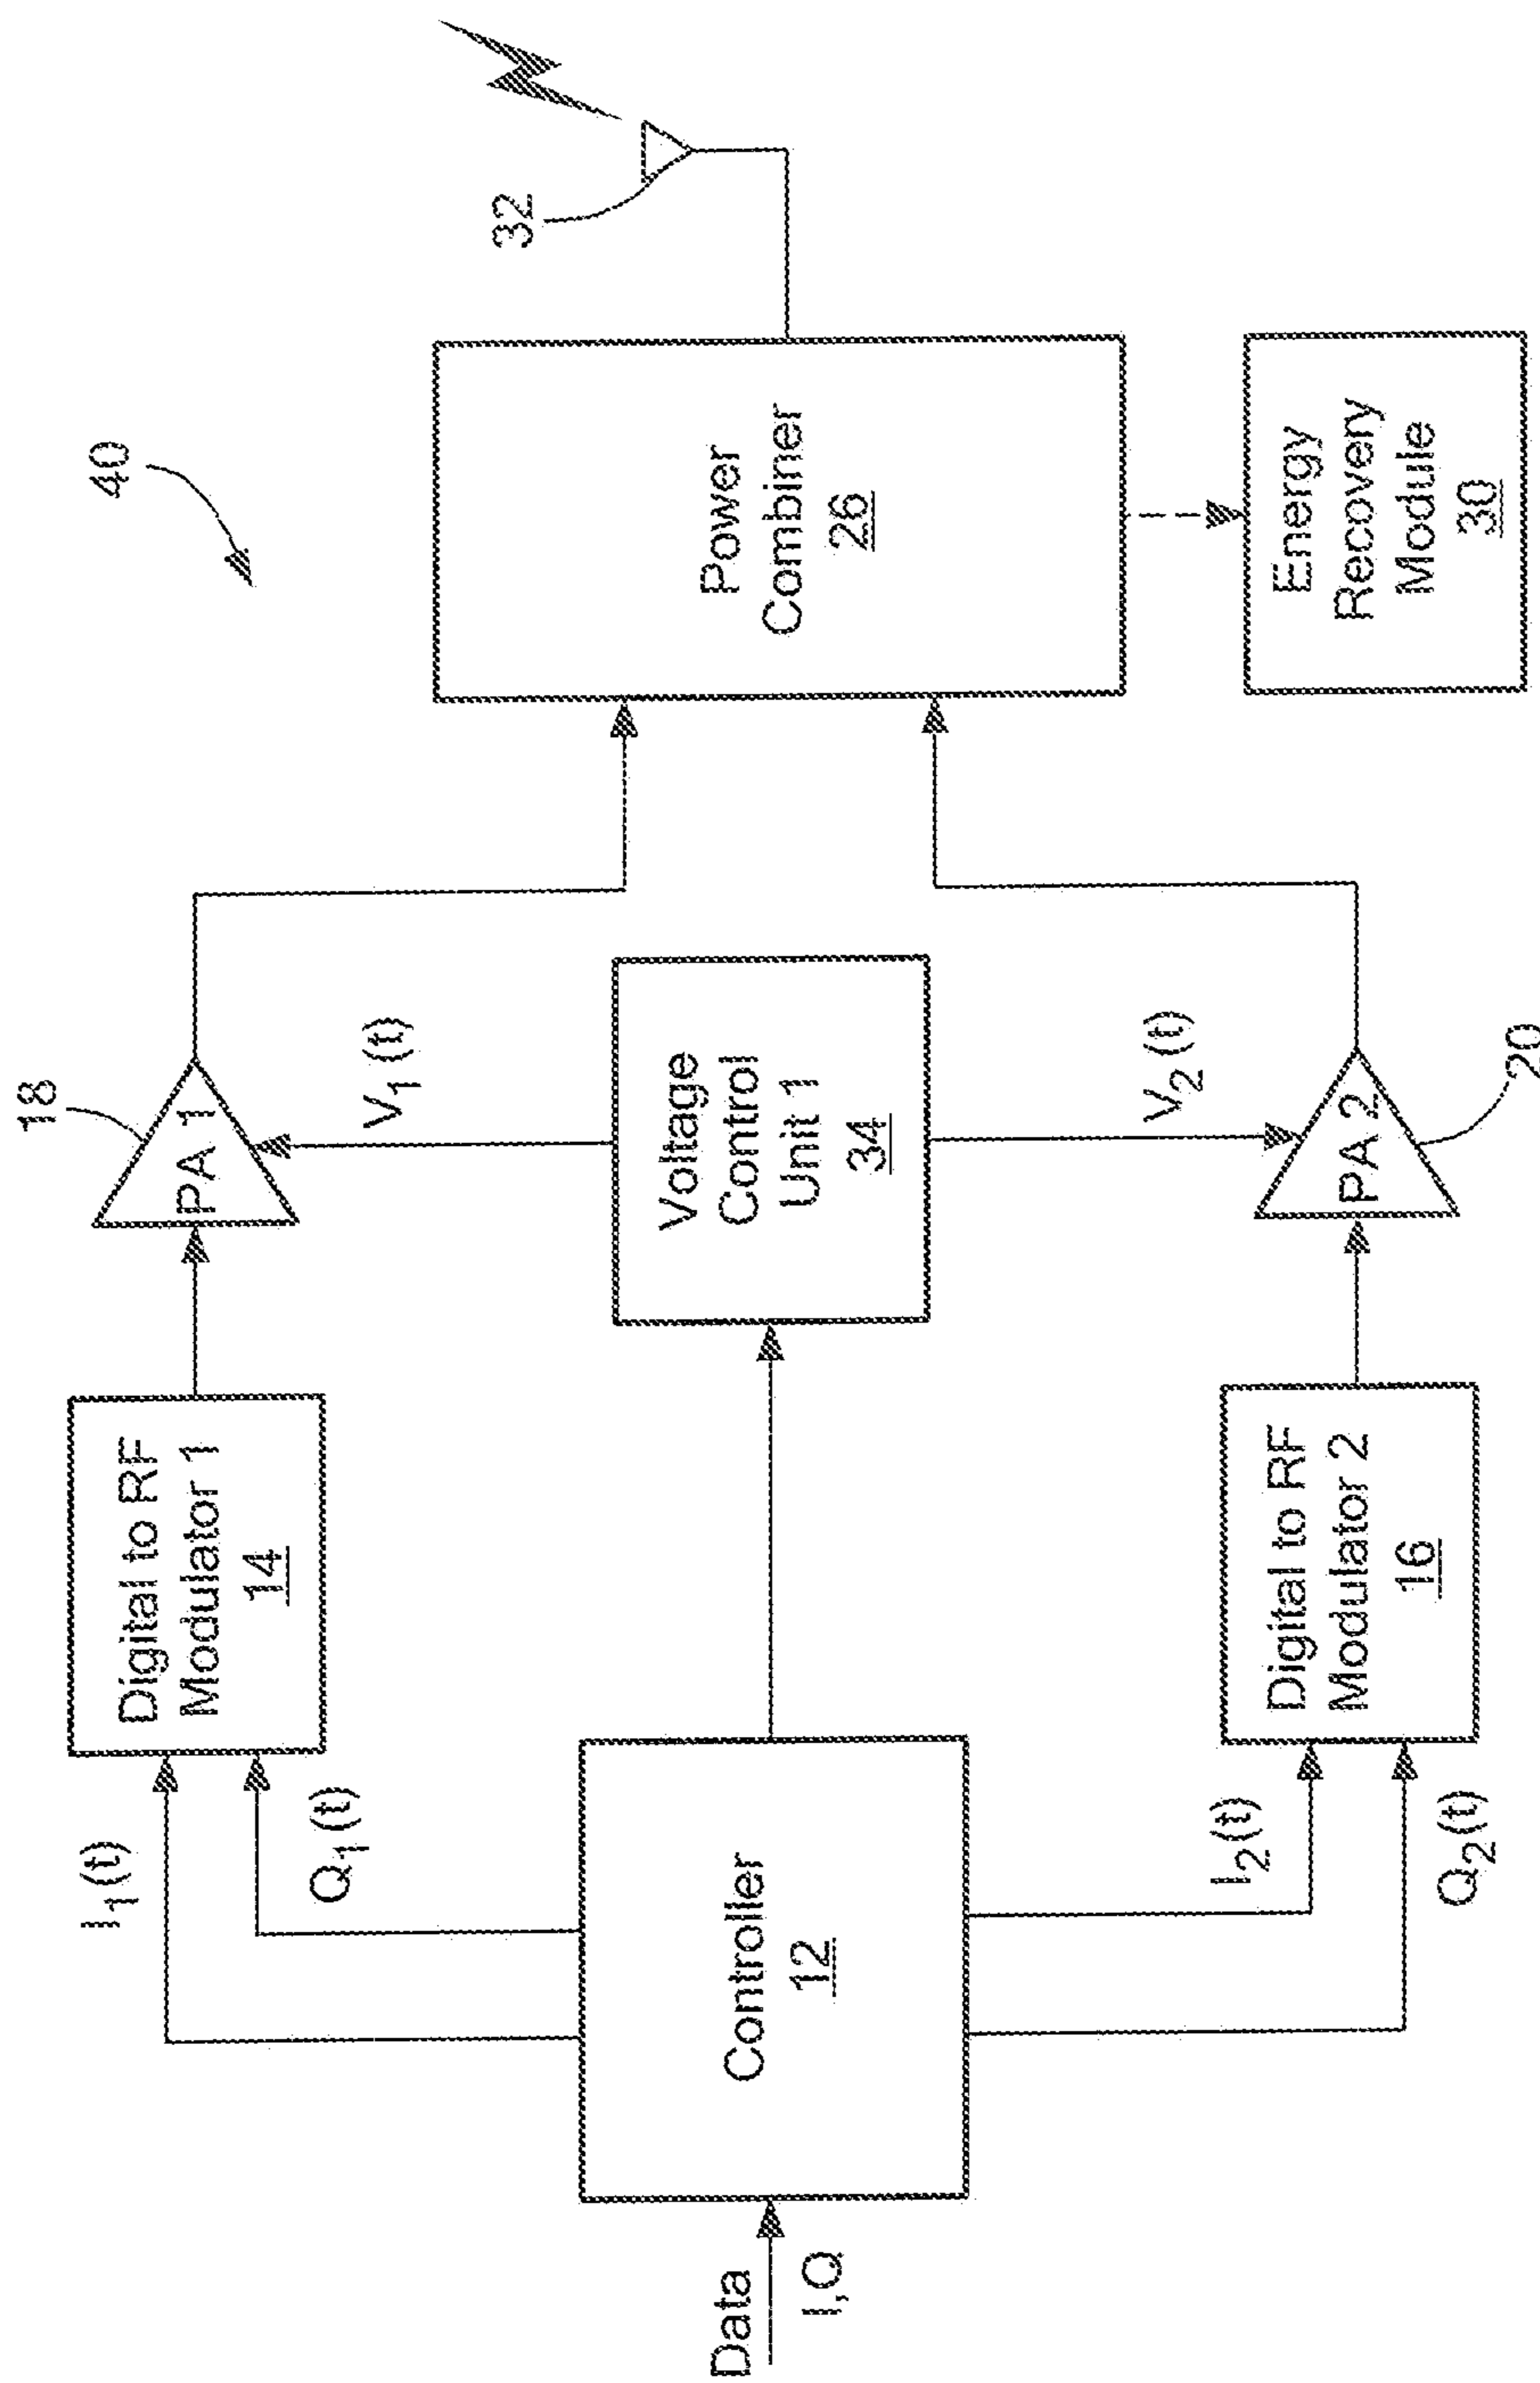 40
Data
I,Q
Controller
12
I1(t)
Q1(t)
I2(t)
Q2(t)
Digital to RF
Modulator 1
14
Digital to RF
Modulator 2
16
18
PA 1
V1(t)
Voltage
Control
Unit 1
34
V2(t)
PA 2
20
Power
Combiner
26
32
Energy
Recovery
Module
30